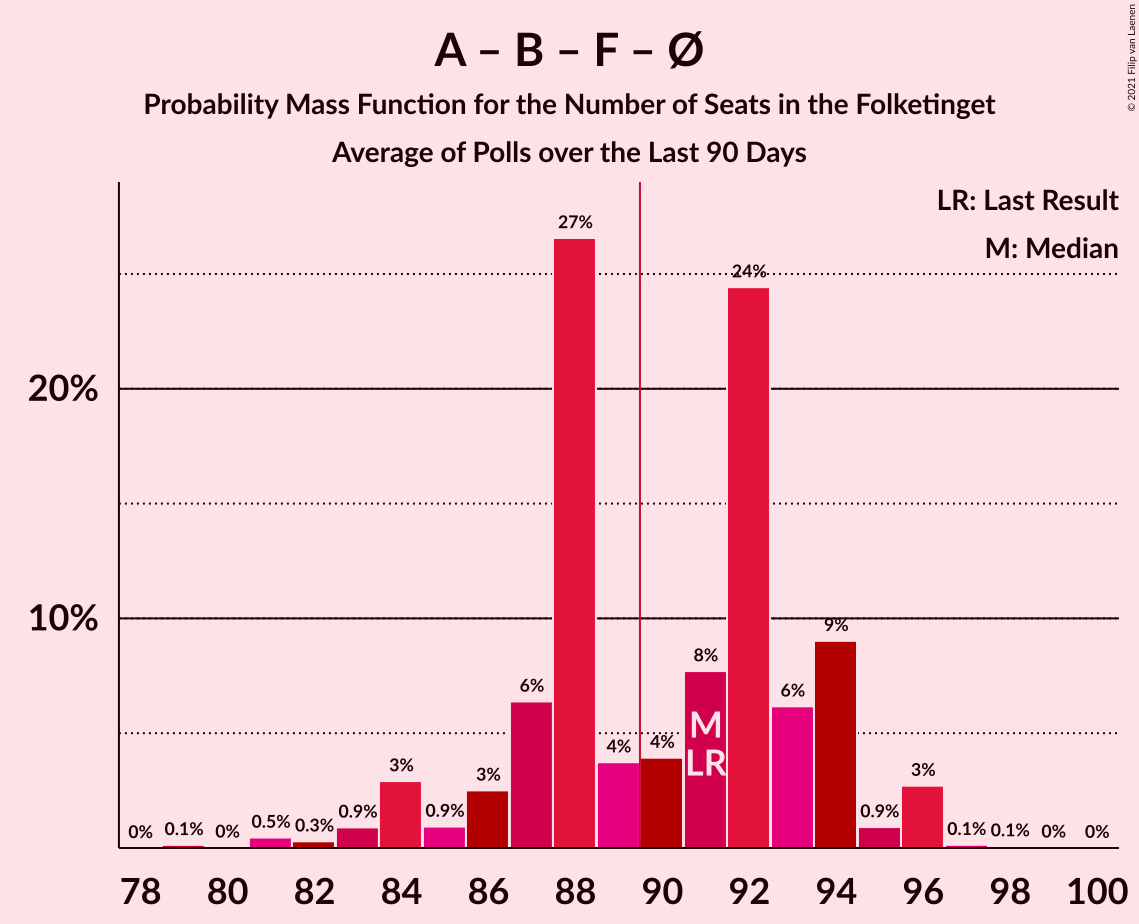 A – B – F – Ø
Probability Mass Function for the Number of Seats in the Folketinget
Average of Polls over the Last 90 Days
© 2021 Filip van Laenen
LR: Last Result
M: Median
27%
24%
20%
10%
9%
8%
6%
6%
M
LR
4%
4%
3%
3%
3%
0%
0.1%
0%
0.5%
0.3%
0.9%
0.9%
0.9%
0.1%
0.1%
0%
0%
78 80 82 84 86 88 90 92 94 96 98 100